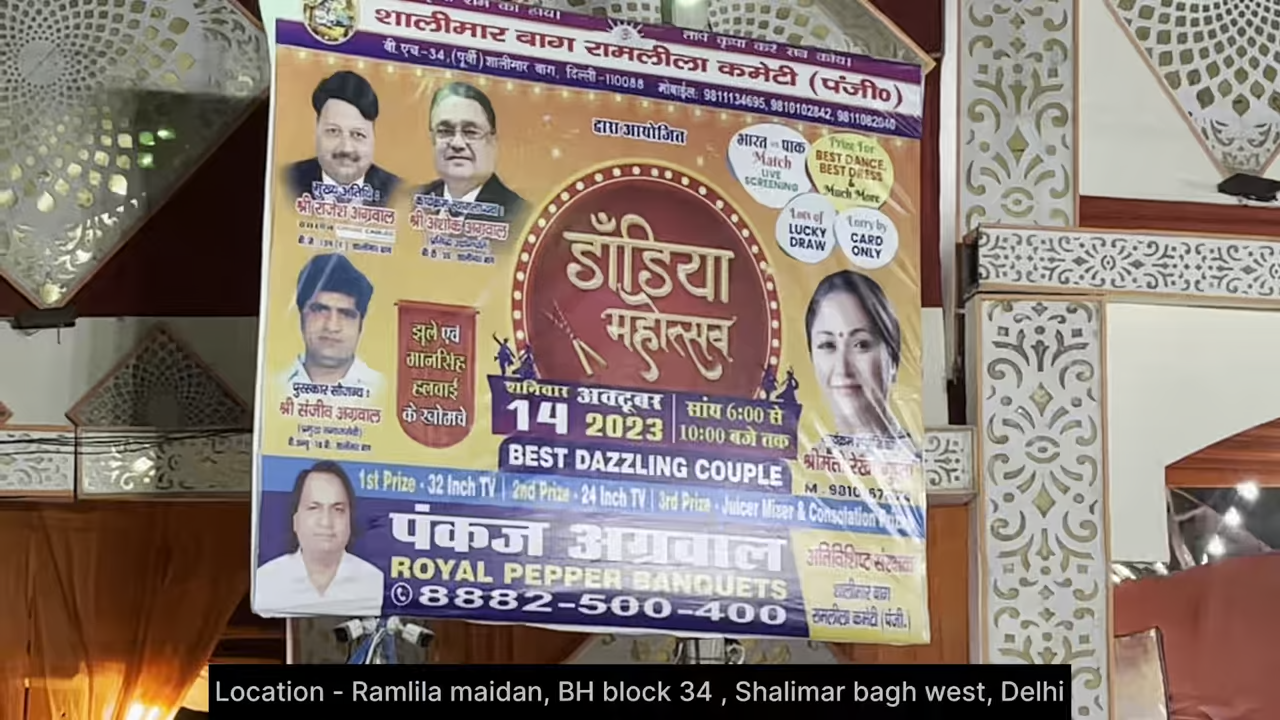 शालीमार बाग रामलीला कमेटी (पंजी०)
बी.एच-34,(पूर्वी)शालीमार बाग, दिल्ली-110088 मोबाईल: 9811134695, 9810102842, 9811082040
द्वारा आयोजित
भारत vs पाक
Match
LIVE
SCREENING
Prize For
BEST DANCE,
BEST DRESS
&
Much More
Lots of
LUCKY
DRAW
Entry by
CARD
ONLY
मुख्य अतिथि :
श्री राजेश अग्रवाल
श्री अशोक अग्रवाल
डाँडिया
महोत्सव
झूले एवं
मानसिंह
हलवाई
के खोमचे
पुरस्कार सौजन्य :
श्री संजीव अग्रवाल
शनिवार अक्टूबर
14 2023
सांय 6:00 से
10:00 बजे तक
BEST DAZZLING COUPLE
1st Prize - 32 Inch TV | 2nd Prize - 24 Inch TV | 3rd Prize - Juicer Mixer & Consolation Prize
पंकज अग्रवाल
ROYAL PEPPER BANQUETS
8882-500-400
अतिविशिष्ट संरक्षक
शालीमार बाग
रामलीला कमेटी (पंजी.)
Location - Ramlila maidan, BH block 34 , Shalimar bagh west, Delhi